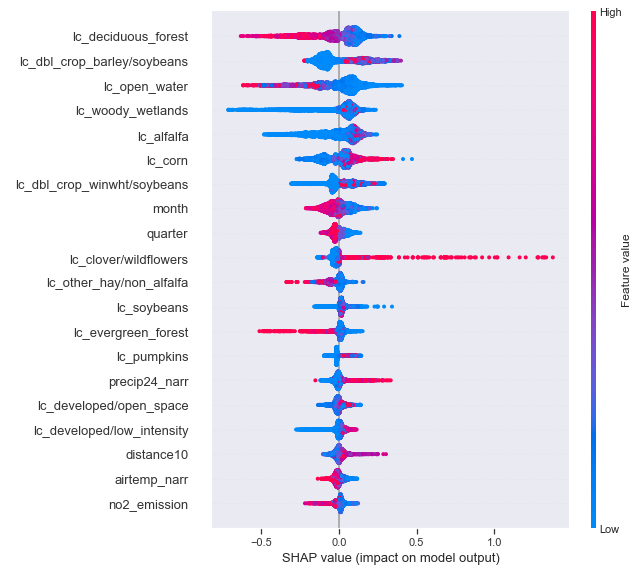 High
lc_deciduous_forest
lc_dbl_crop_barley/soybeans
lc_open_water
lc_woody_wetlands
lc_alfalfa
lc_corn
lc_dbl_crop_winwht/soybeans
month
quarter
lc_clover/wildflowers
lc_other_hay/non_alfalfa
lc_soybeans
lc_evergreen_forest
lc_pumpkins
precip24_narr
lc_developed/open_space
lc_developed/low_intensity
distance10
airtemp_narr
no2_emission
Feature value
Low
−0.5 0.0 0.5 1.0
SHAP value (impact on model output)